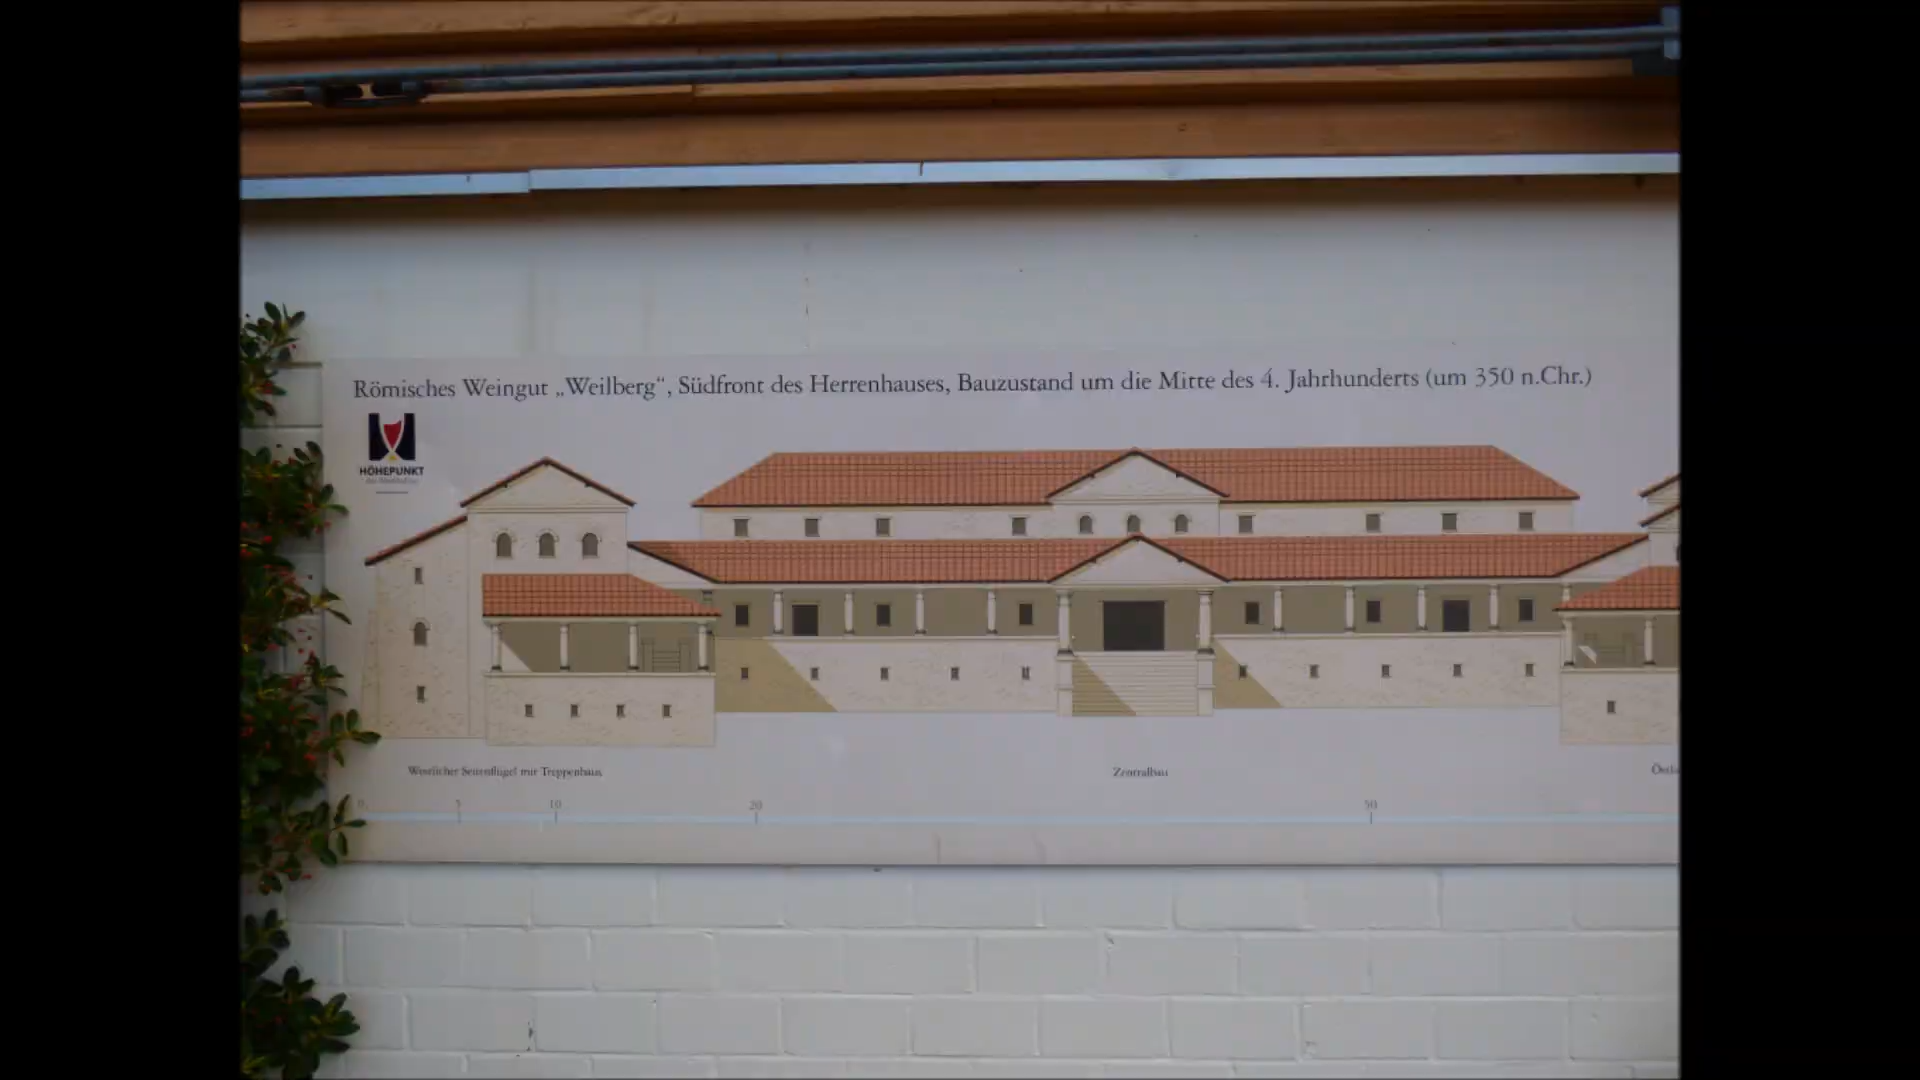 Römisches Weingut „Weilberg“, Südfront des Herrenhauses, Bauzustand um die Mitte des 4. Jahrhunderts (um 350 n.Chr.)
HÖHEPUNKT
Westlicher Seitenflügel mit Treppenhaus
Zentralbau
0 5 10 20 50